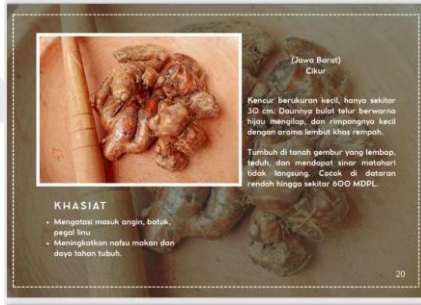 (Jawa Barat)
Cikur
Kencur berukuran kecil, hanya sekitar
30 cm. Daunnya bulat telur berwarna
hijau mengilap, dan rimpangnya kecil
dengan aroma lembut khas rempah.
Tumbuh di tanah gembur yang lembap,
teduh, dan mendapat sinar matahari
tidak langsung. Cocok di dataran
rendah hingga sekitar 600 MDPL.
KHASIAT
• Mengatasi masuk angin, batuk,
pegal linu
• Meningkatkan nafsu makan dan
daya tahan tubuh.
20